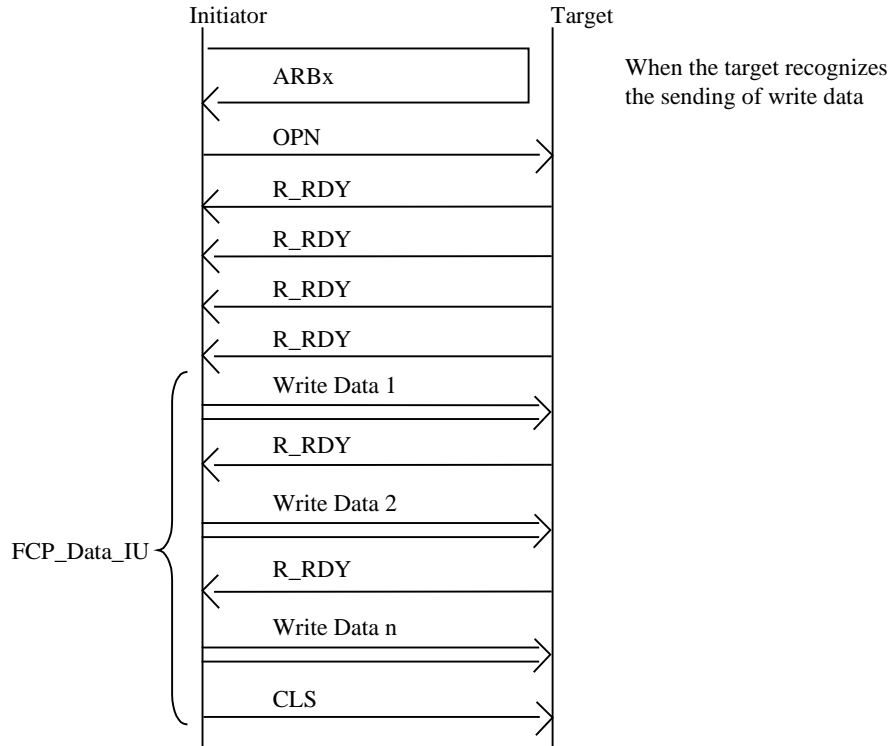 Initiator
Target
ARBx
When the target recognizes
the sending of write data
OPN
R_RDY
R_RDY
R_RDY
R_RDY
Write Data 1
R_RDY
Write Data 2
FCP_Data_IU
R_RDY
Write Data n
CLS